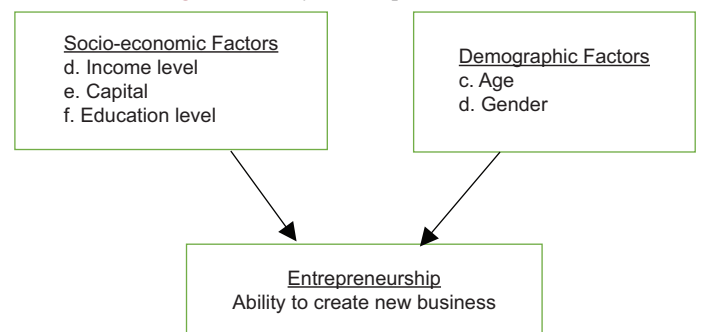 Socio-economic Factors
d. Income level
e. Capital
f. Education level
Demographic Factors
c. Age
d. Gender
Entrepreneurship
Ability to create new business